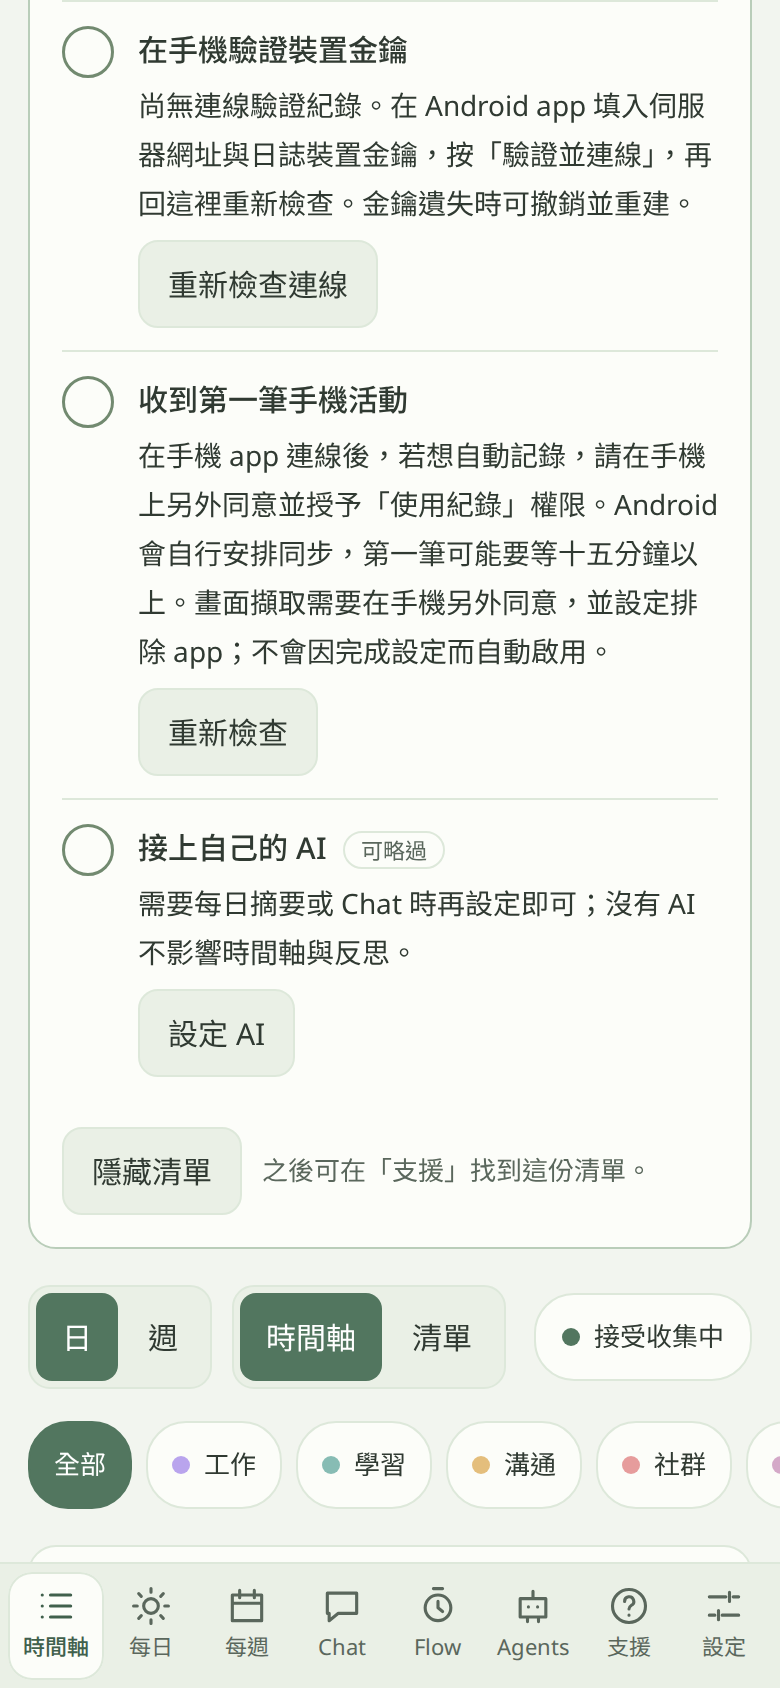 在手機驗證裝置金鑰
尚無連線驗證紀錄。在 Android app 填入伺服
器網址與日誌裝置金鑰，按「驗證並連線」，再
回這裡重新檢查。金鑰遺失時可撤銷並重建。
重新檢查連線
收到第一筆手機活動
在手機 app 連線後，若想自動記錄，請在手機
上另外同意並授予「使用紀錄」權限。Android
會自行安排同步，第一筆可能要等十五分鐘以
上。畫面擷取需要在手機另外同意，並設定排
除 app；不會因完成設定而自動啟用。
重新檢查
接上自己的 AI 可略過
需要每日摘要或 Chat 時再設定即可；沒有 AI
不影響時間軸與反思。
設定 AI
隱藏清單 之後可在「支援」找到這份清單。
日 週 時間軸 清單 接受收集中
全部 工作 學習 溝通 社群
時間軸 每日 每週 Chat Flow Agents 支援 設定